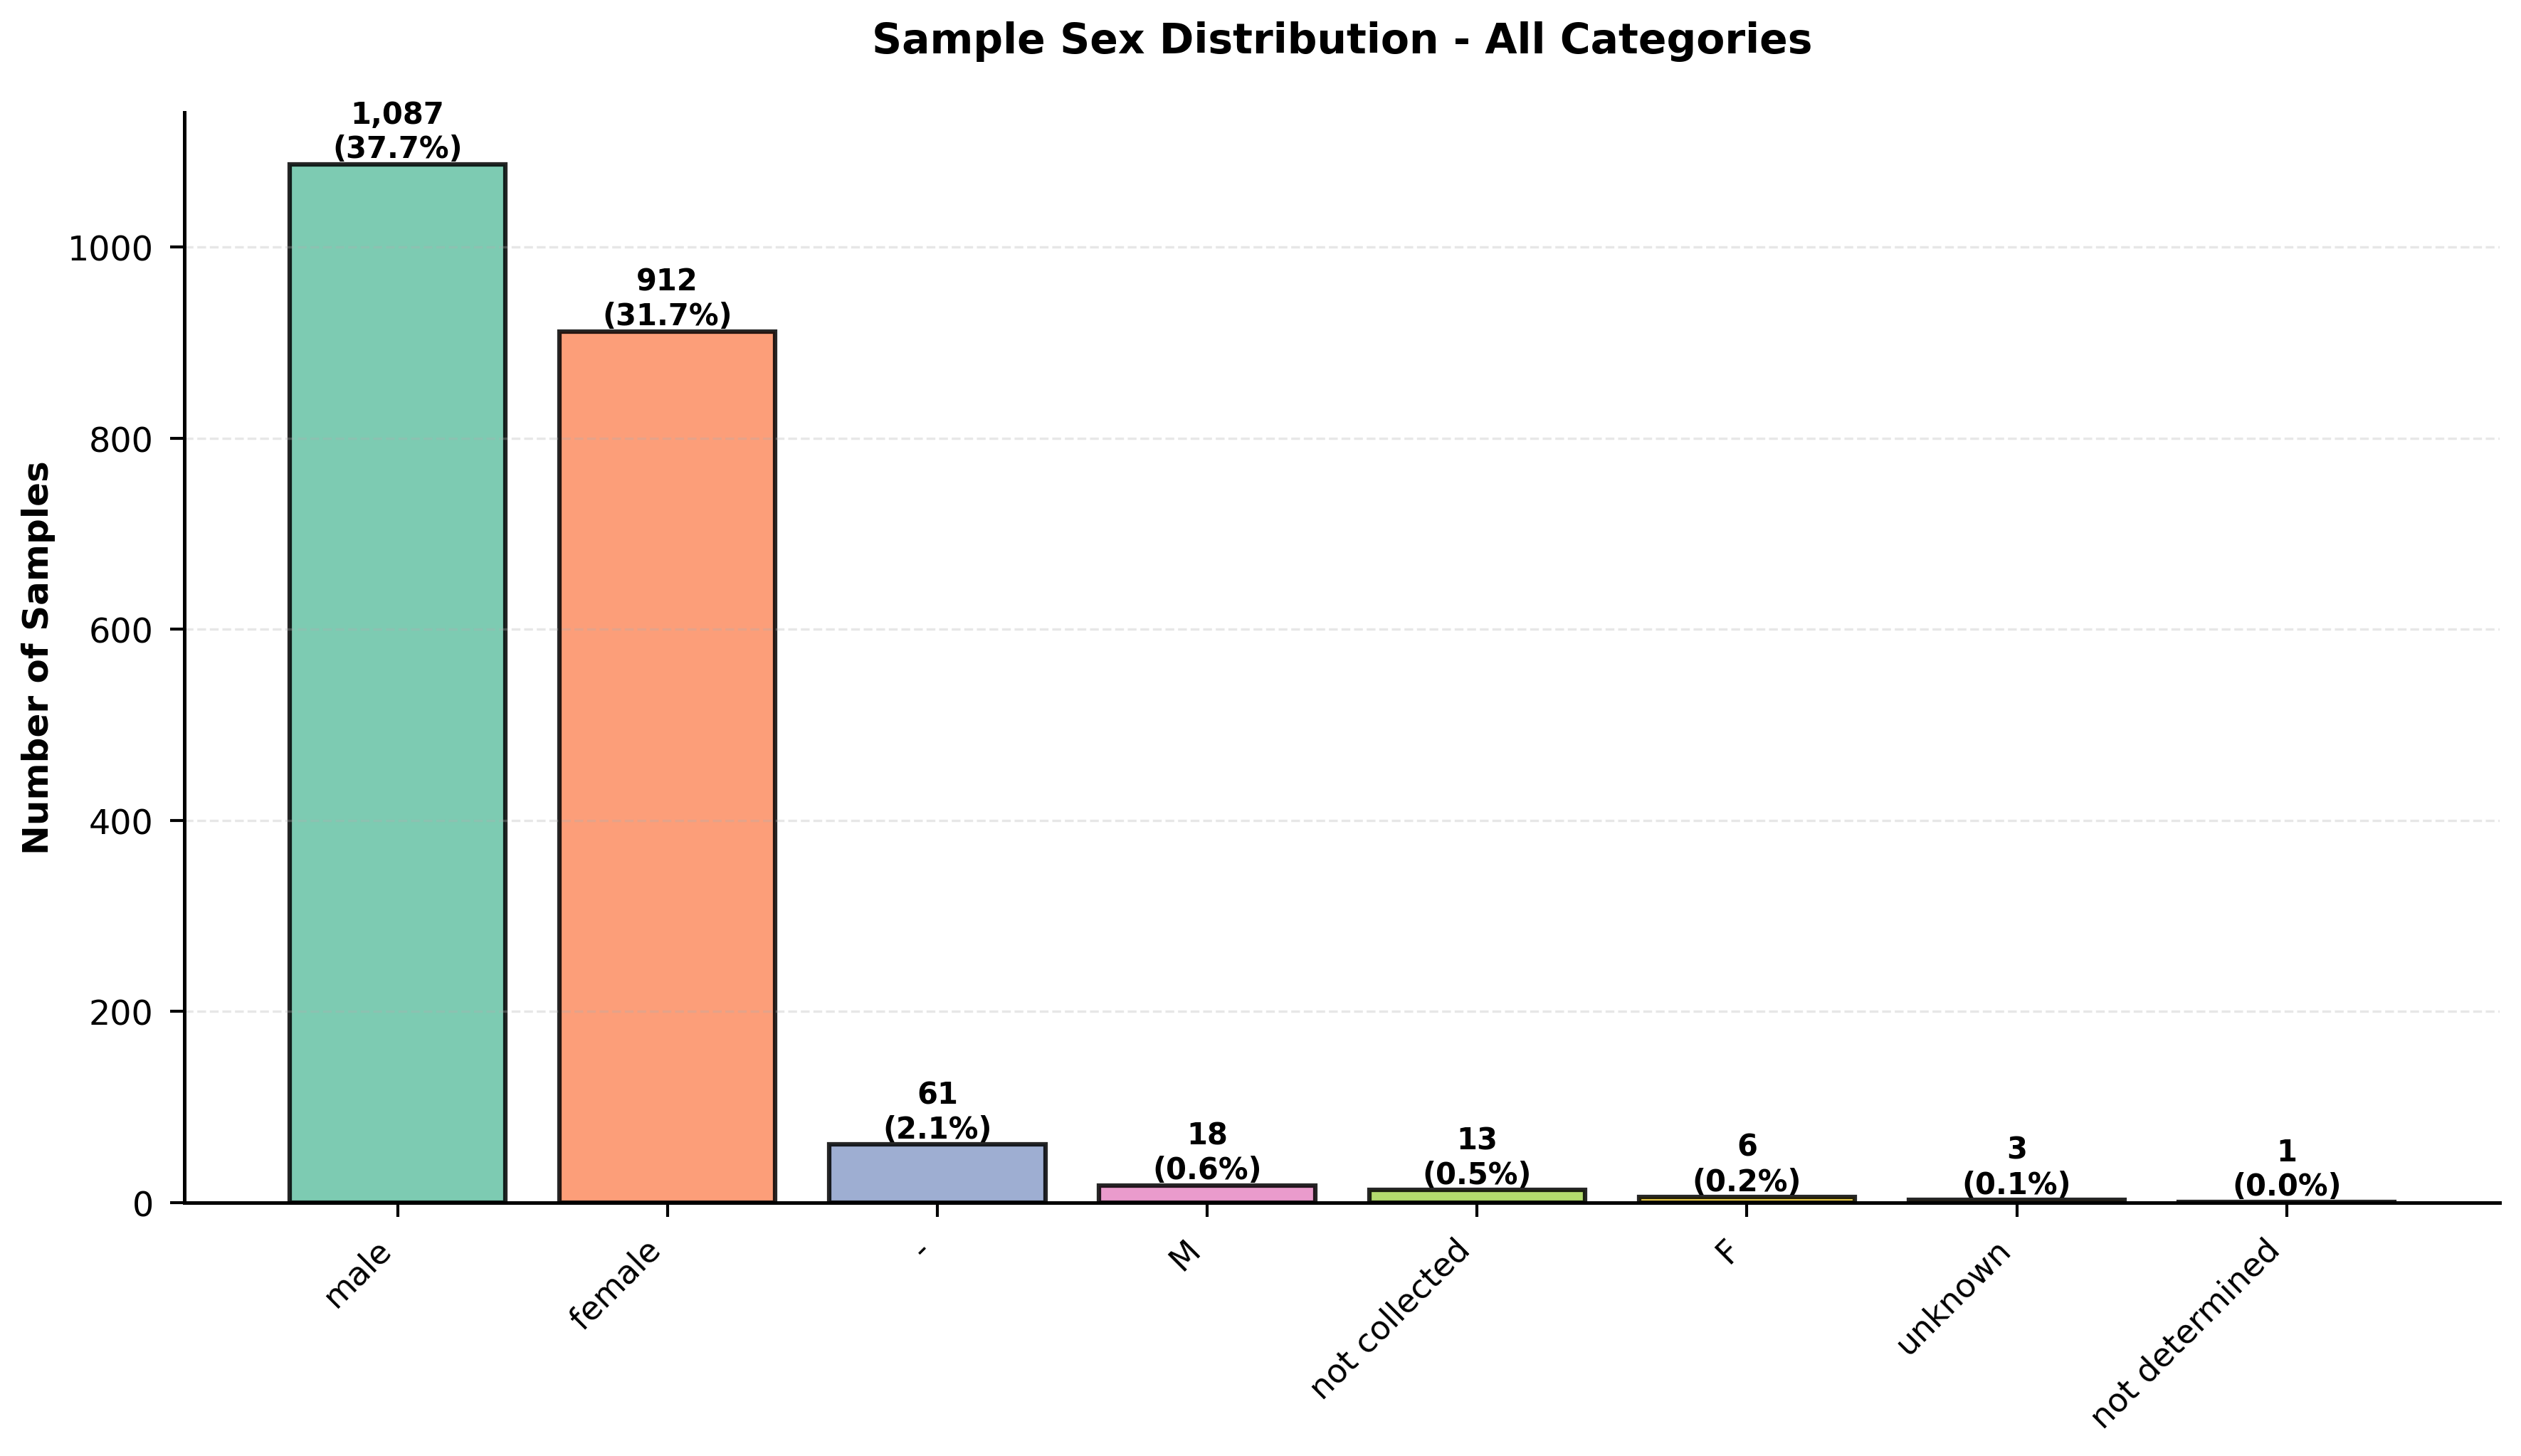 Sample Sex Distribution - All Categories
Number of Samples
1000
800
600
400
200
0
1,087
(37.7%)
912
(31.7%)
61
(2.1%)
18
(0.6%)
13
(0.5%)
6
(0.2%)
3
(0.1%)
1
(0.0%)
male
female
-
M
not collected
F
unknown
not determined